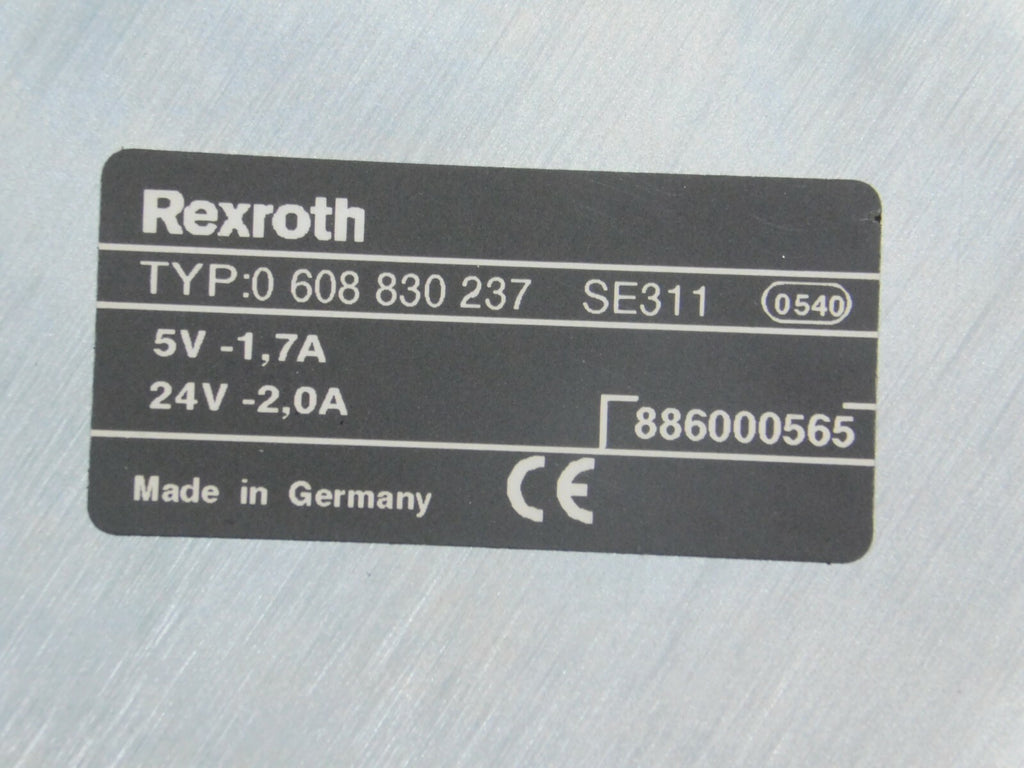 Rexroth
TYP:0 608 830 237 SE311 0540
5V -1,7A
24V -2,0A
886000565
Made in Germany CE